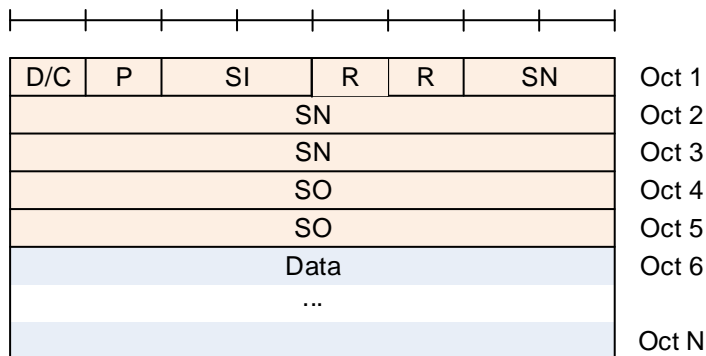 D/C P SI R R SN Oct 1
SN Oct 2
SN Oct 3
SO Oct 4
SO Oct 5
Data Oct 6
...
Oct N